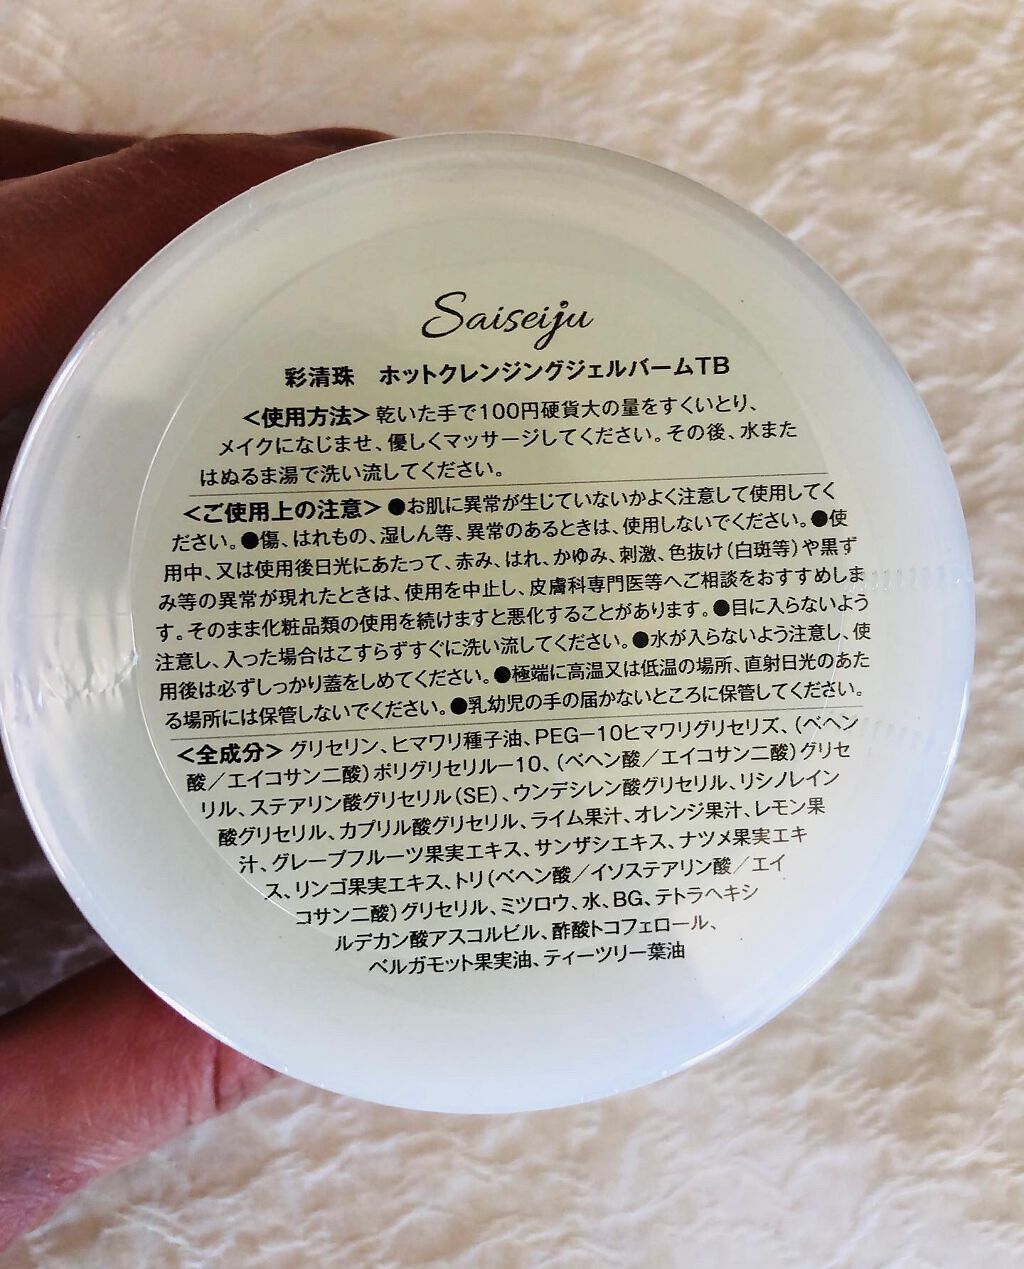 Saiseiju
彩清珠 ホットクレンジングジェルバームTB
<使用方法>乾いた手で100円硬貨大の量をすくいとり、
メイクになじませ、優しくマッサージしてください。その後、水また
はぬるま湯で洗い流してください。
<ご使用上の注意>●お肌に異常が生じていないかよく注意して使用してく
ださい。●傷、はれもの、湿しん等、異常のあるときは、使用しないでください。●使
用中、又は使用後日光にあたって、赤み、はれ、かゆみ、刺激、色抜け(白斑等)や黒ず
み等の異常が現れたときは、使用を中止し、皮膚科専門医等へご相談をおすすめしま
す。そのまま化粧品類の使用を続けますと悪化することがあります。●目に入らないよう
注意し、入った場合はこすらずすぐに洗い流してください。●水が入らないよう注意し、使
用後は必ずしっかり蓋をしめてください。●極端に高温又は低温の場所、直射日光のあた
る場所には保管しないでください。●乳幼児の手の届かないところに保管してください。
<全成分>グリセリン、ヒマワリ種子油、PEG-10ヒマワリグリセリズ、(ベヘン
酸/エイコサン二酸)ポリグリセリル-10、(ベヘン酸/エイコサン二酸)グリセ
リル、ステアリン酸グリセリル(SE)、ウンデシレン酸グリセリル、リシノレイン
酸グリセリル、カプリル酸グリセリル、ライム果汁、オレンジ果汁、レモン果
汁、グレープフルーツ果実エキス、サンザシエキス、ナツメ果実エキ
ス、リンゴ果実エキス、トリ(ベヘン酸/イソステアリン酸/エイ
コサン二酸)グリセリル、ミツロウ、水、BG、テトラヘキシ
ルデカン酸アスコルビル、酢酸トコフェロール、
ベルガモット果実油、ティーツリー葉油